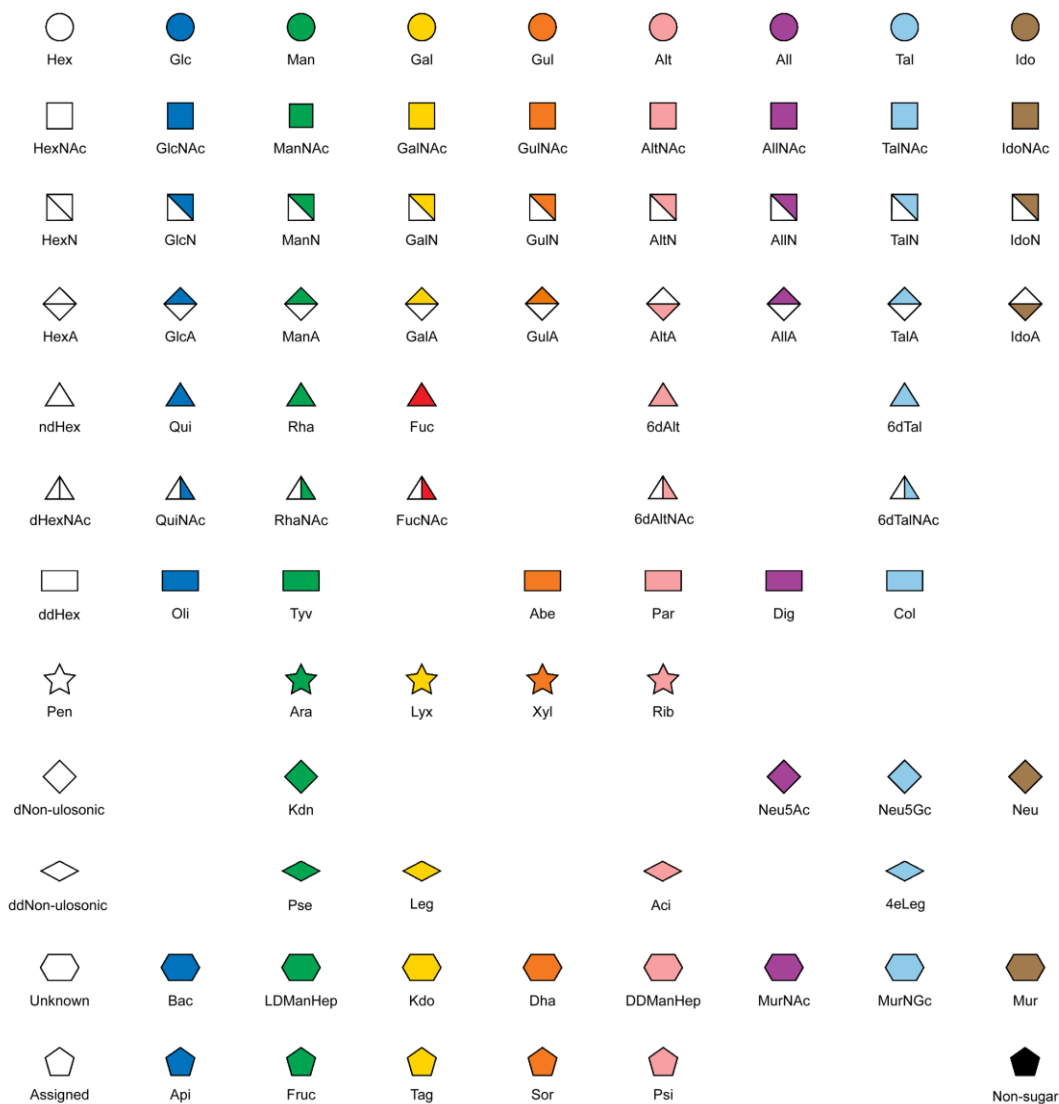 Hex Glc Man Gal Gul Alt All Tal Ido
HexNAc GlcNAc ManNAc GalNAc GulNAc AltNAc AllNAc TalNAc IdoNAc
HexN GlcN ManN GalN GulN AltN AllN TalN IdoN
HexA GlcA ManA GalA GulA AltA AllA TalA IdoA
ndHex Qui Rha Fuc 6dAlt 6dTal
dHexNAc QuiNAc RhaNAc FucNAc 6dAltNAc 6dTalNAc
ddHex Oli Tyv Abe Par Dig Col
Pen Ara Lyx Xyl Rib
dNon-ulosonic Kdn Neu5Ac Neu5Gc Neu
ddNon-ulosonic Pse Leg Aci 4eLeg
Unknown Bac LDManHep Kdo Dha DDManHep MurNAc MurNGc Mur
Assigned Api Fruc Tag Sor Psi Non-sugar